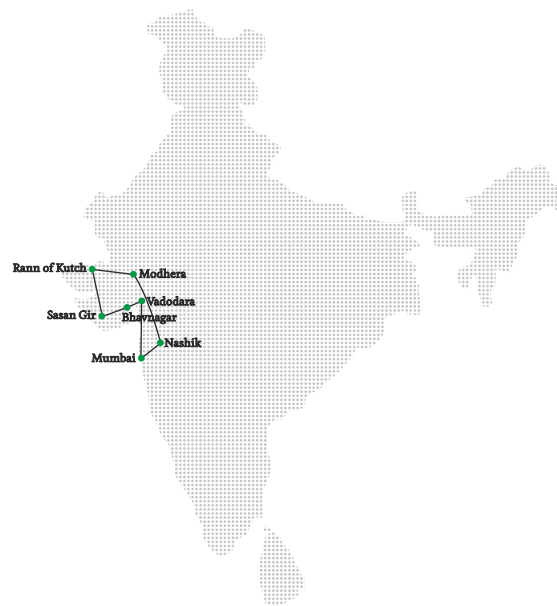 Rann of Kutch
Modhera
Vadodara
Sasan Gir
Bhavnagar
Nashik
Mumbai